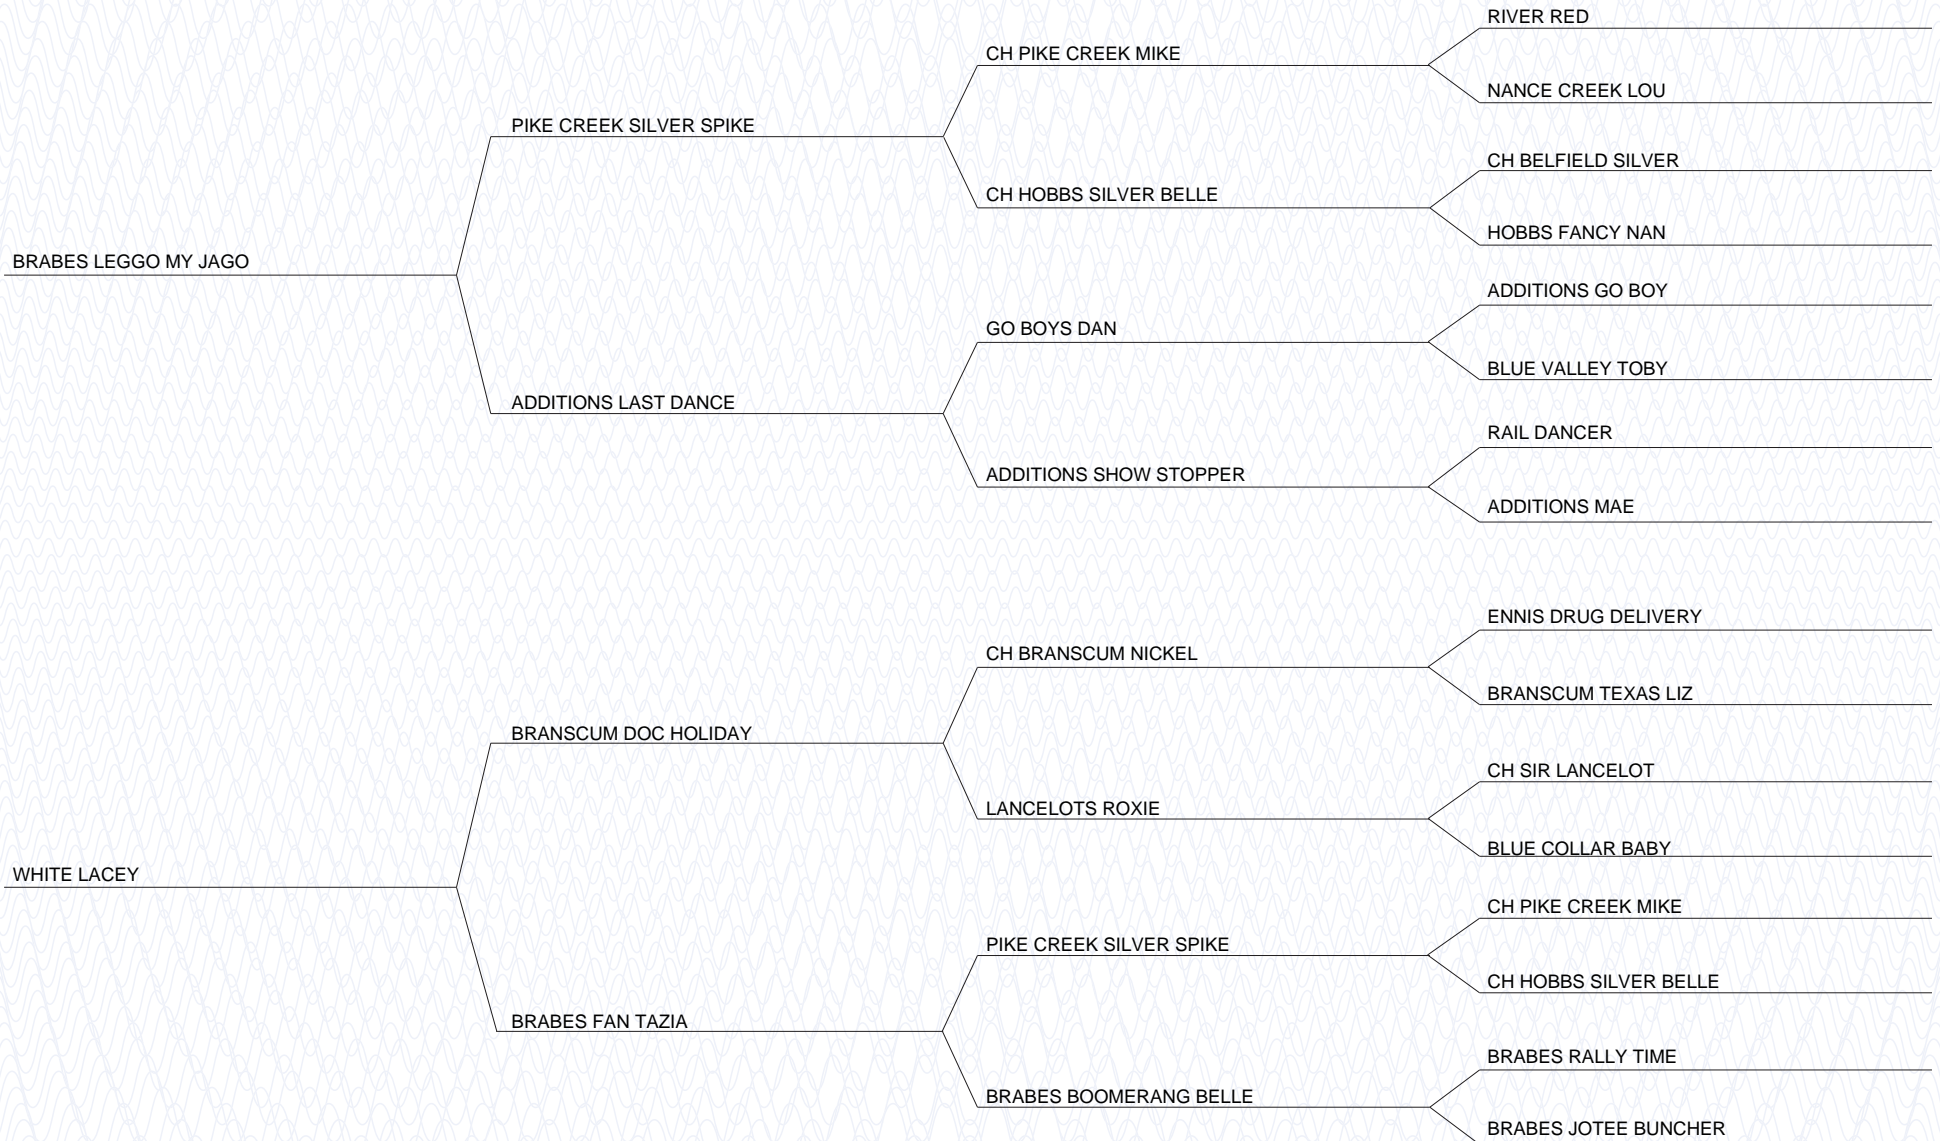 RIVER RED
CH PIKE CREEK MIKE
NANCE CREEK LOU
PIKE CREEK SILVER SPIKE
CH BELFIELD SILVER
CH HOBBS SILVER BELLE
HOBBS FANCY NAN
BRABES LEGGO MY JAGO
ADDITIONS GO BOY
GO BOYS DAN
BLUE VALLEY TOBY
ADDITIONS LAST DANCE
RAIL DANCER
ADDITIONS SHOW STOPPER
ADDITIONS MAE
ENNIS DRUG DELIVERY
CH BRANSCUM NICKEL
BRANSCUM TEXAS LIZ
BRANSCUM DOC HOLIDAY
CH SIR LANCELOT
LANCELOTS ROXIE
BLUE COLLAR BABY
WHITE LACEY
CH PIKE CREEK MIKE
PIKE CREEK SILVER SPIKE
CH HOBBS SILVER BELLE
BRABES FAN TAZIA
BRABES RALLY TIME
BRABES BOOMERANG BELLE
BRABES JOTEE BUNCHER